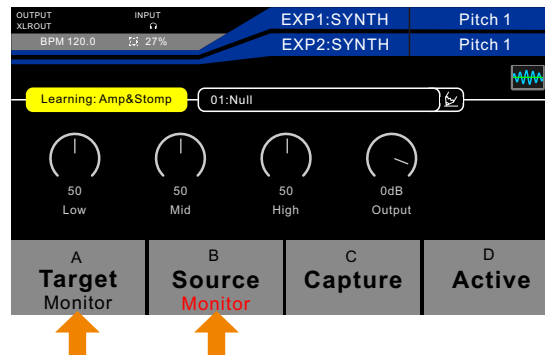 OUTPUT
XLROUT
INPUT
BPM 120.0
27%
EXP1:SYNTH
Pitch 1
EXP2:SYNTH
Pitch 1
Learning: Amp&Stomp
01:Null
50
50
50
0dB
Low
Mid
High
Output
A
Target
Monitor
B
Source
Monitor
C
Capture
D
Active